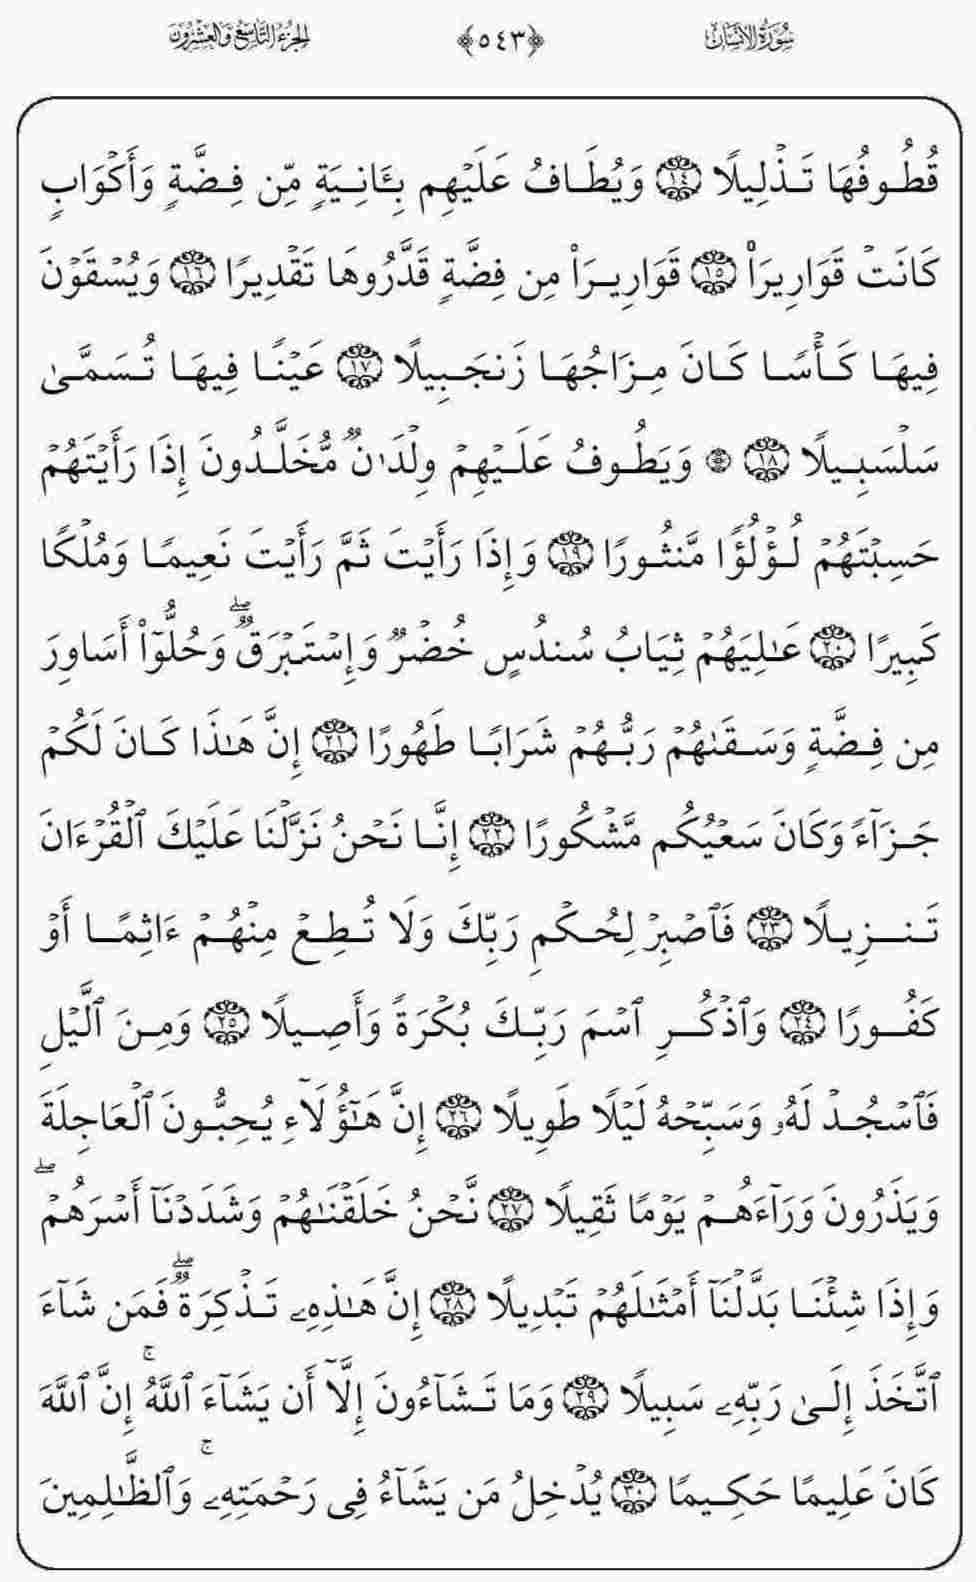 سُورَةُ الْإِنْسَانِ ﴿٥٤٣﴾ الْجُزْءُ التَّاسِعُ وَالْعِشْرُونَ
قُطُوفُهَا تَذْلِيلًا ١٤ وَيُطَافُ عَلَيْهِم بِـَٔانِيَةٍ مِّن فِضَّةٍ وَأَكْوَابٍ
كَانَتْ قَوَارِيرَا۠ ١٥ قَوَارِيرَا۟ مِن فِضَّةٍ قَدَّرُوهَا تَقْدِيرًا ١٦ وَيُسْقَوْنَ
فِيهَا كَأْسًا كَانَ مِزَاجُهَا زَنجَبِيلًا ١٧ عَيْنًا فِيهَا تُسَمَّىٰ
سَلْسَبِيلًا ١٨ ۞ وَيَطُوفُ عَلَيْهِمْ وِلْدَٰنٌ مُّخَلَّدُونَ إِذَا رَأَيْتَهُمْ
حَسِبْتَهُمْ لُؤْلُؤًا مَّنثُورًا ١٩ وَإِذَا رَأَيْتَ ثَمَّ رَأَيْتَ نَعِيمًا وَمُلْكًا
كَبِيرًا ٢٠ عَٰلِيَهُمْ ثِيَابُ سُندُسٍ خُضْرٌ وَإِسْتَبْرَقٌ ۖ وَحُلُّوٓا۟ أَسَاوِرَ
مِن فِضَّةٍ وَسَقَىٰهُمْ رَبُّهُمْ شَرَابًا طَهُورًا ٢١ إِنَّ هَٰذَا كَانَ لَكُمْ
جَزَآءً وَكَانَ سَعْيُكُم مَّشْكُورًا ٢٢ إِنَّا نَحْنُ نَزَّلْنَا عَلَيْكَ ٱلْقُرْءَانَ
تَنزِيلًا ٢٣ فَٱصْبِرْ لِحُكْمِ رَبِّكَ وَلَا تُطِعْ مِنْهُمْ ءَاثِمًا أَوْ
كَفُورًا ٢٤ وَٱذْكُرِ ٱسْمَ رَبِّكَ بُكْرَةً وَأَصِيلًا ٢٥ وَمِنَ ٱلَّيْلِ
فَٱسْجُدْ لَهُۥ وَسَبِّحْهُ لَيْلًا طَوِيلًا ٢٦ إِنَّ هَٰٓؤُلَآءِ يُحِبُّونَ ٱلْعَاجِلَةَ
وَيَذَرُونَ وَرَآءَهُمْ يَوْمًا ثَقِيلًا ٢٧ نَّحْنُ خَلَقْنَٰهُمْ وَشَدَدْنَآ أَسْرَهُمْ ۖ
وَإِذَا شِئْنَا بَدَّلْنَآ أَمْثَٰلَهُمْ تَبْدِيلًا ٢٨ إِنَّ هَٰذِهِۦ تَذْكِرَةٌ ۖ فَمَن شَآءَ
ٱتَّخَذَ إِلَىٰ رَبِّهِۦ سَبِيلًا ٢٩ وَمَا تَشَآءُونَ إِلَّآ أَن يَشَآءَ ٱللَّهُ ۚ إِنَّ ٱللَّهَ
كَانَ عَلِيمًا حَكِيمًا ٣٠ يُدْخِلُ مَن يَشَآءُ فِى رَحْمَتِهِۦ ۚ وَٱلظَّٰلِمِينَ